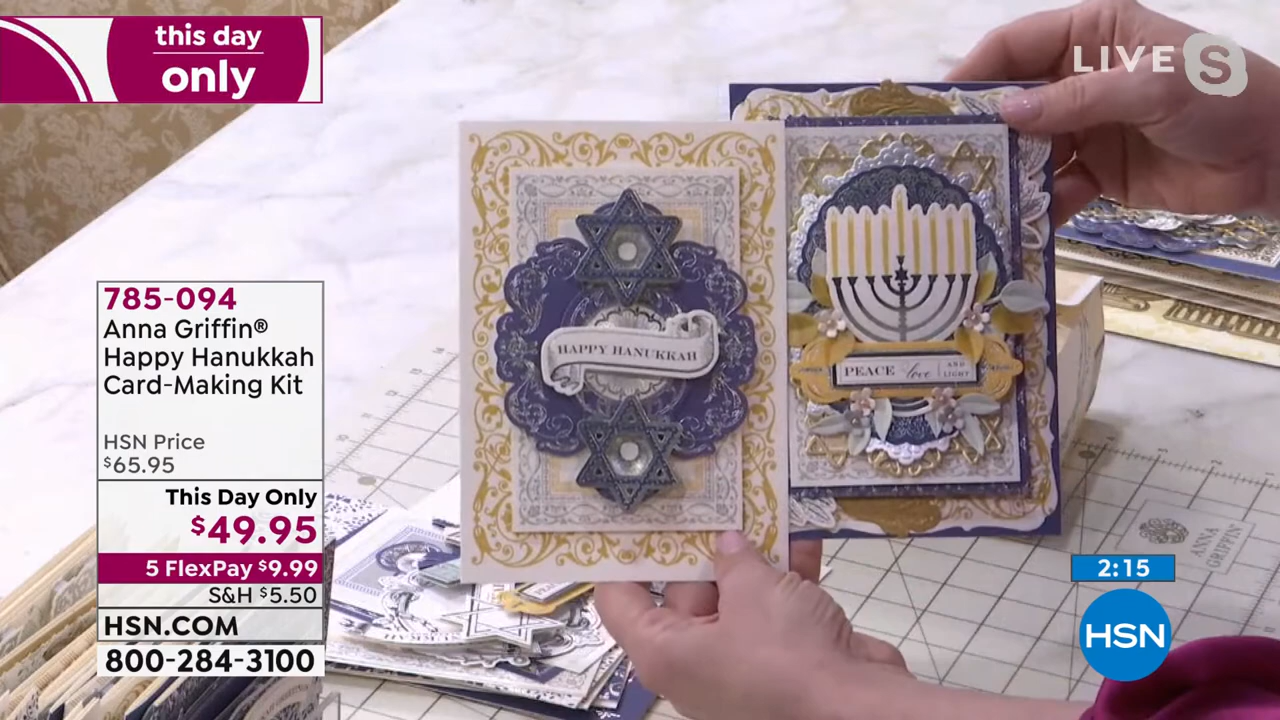 this day
only
LIVE S
785-094
Anna Griffin®
Happy Hanukkah
Card-Making Kit
HSN Price
$65.95
This Day Only
$49.95
5 FlexPay $9.99
S&H $5.50
HSN.COM
800-284-3100
HAPPY HANUKKAH
PEACE love AND LIGHT
ANNA
GRIFFIN
2:15
HSN